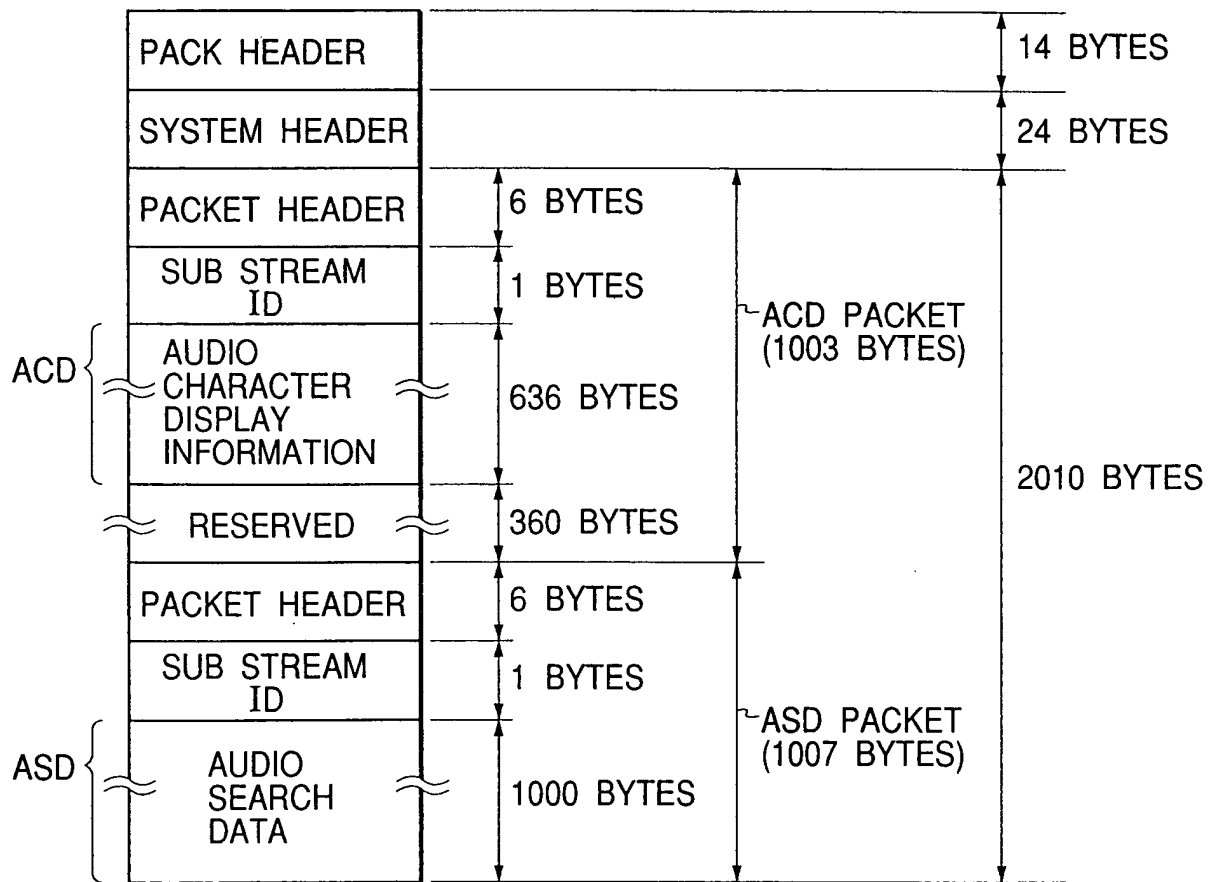 PACK HEADER
14 BYTES
SYSTEM HEADER
24 BYTES
PACKET HEADER
6 BYTES
SUB STREAM
ID
1 BYTES
ACD PACKET
(1003 BYTES)
ACD
AUDIO
CHARACTER
DISPLAY
INFORMATION
636 BYTES
2010 BYTES
RESERVED
360 BYTES
PACKET HEADER
6 BYTES
SUB STREAM
ID
1 BYTES
ASD PACKET
(1007 BYTES)
ASD
AUDIO
SEARCH
DATA
1000 BYTES